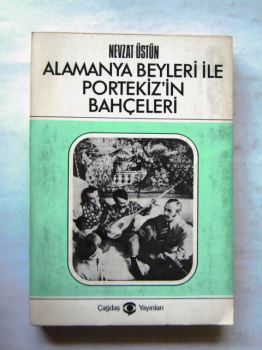 NEVZAT ÜSTÜN
ALAMANYA BEYLERİ İLE
PORTEKİZ'İN
BAHÇELERİ
Çağdaş Yayınları